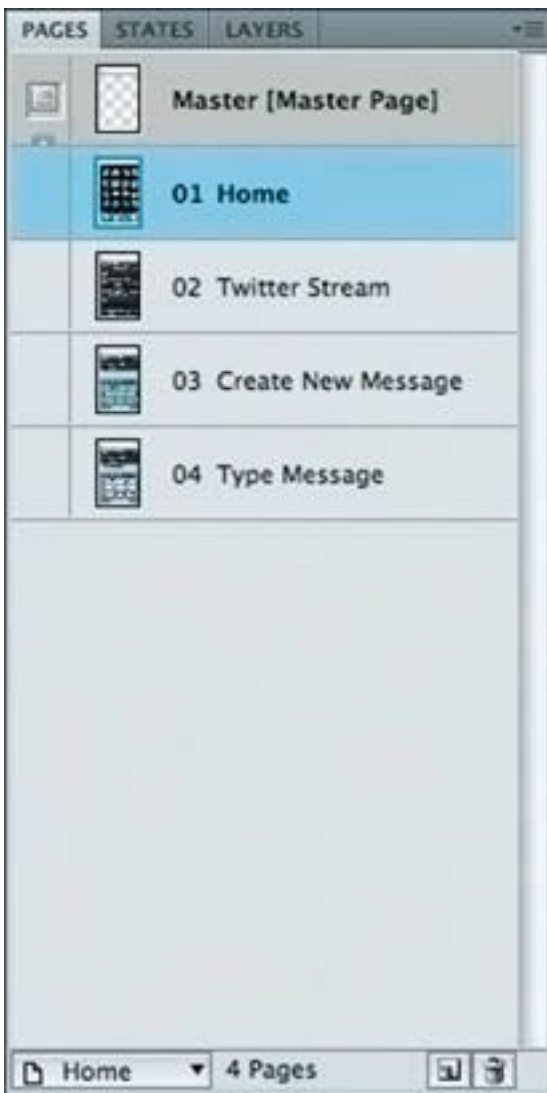 PAGES STATES LAYERS
Master [Master Page]
01 Home
02 Twitter Stream
03 Create New Message
04 Type Message
Home 4 Pages